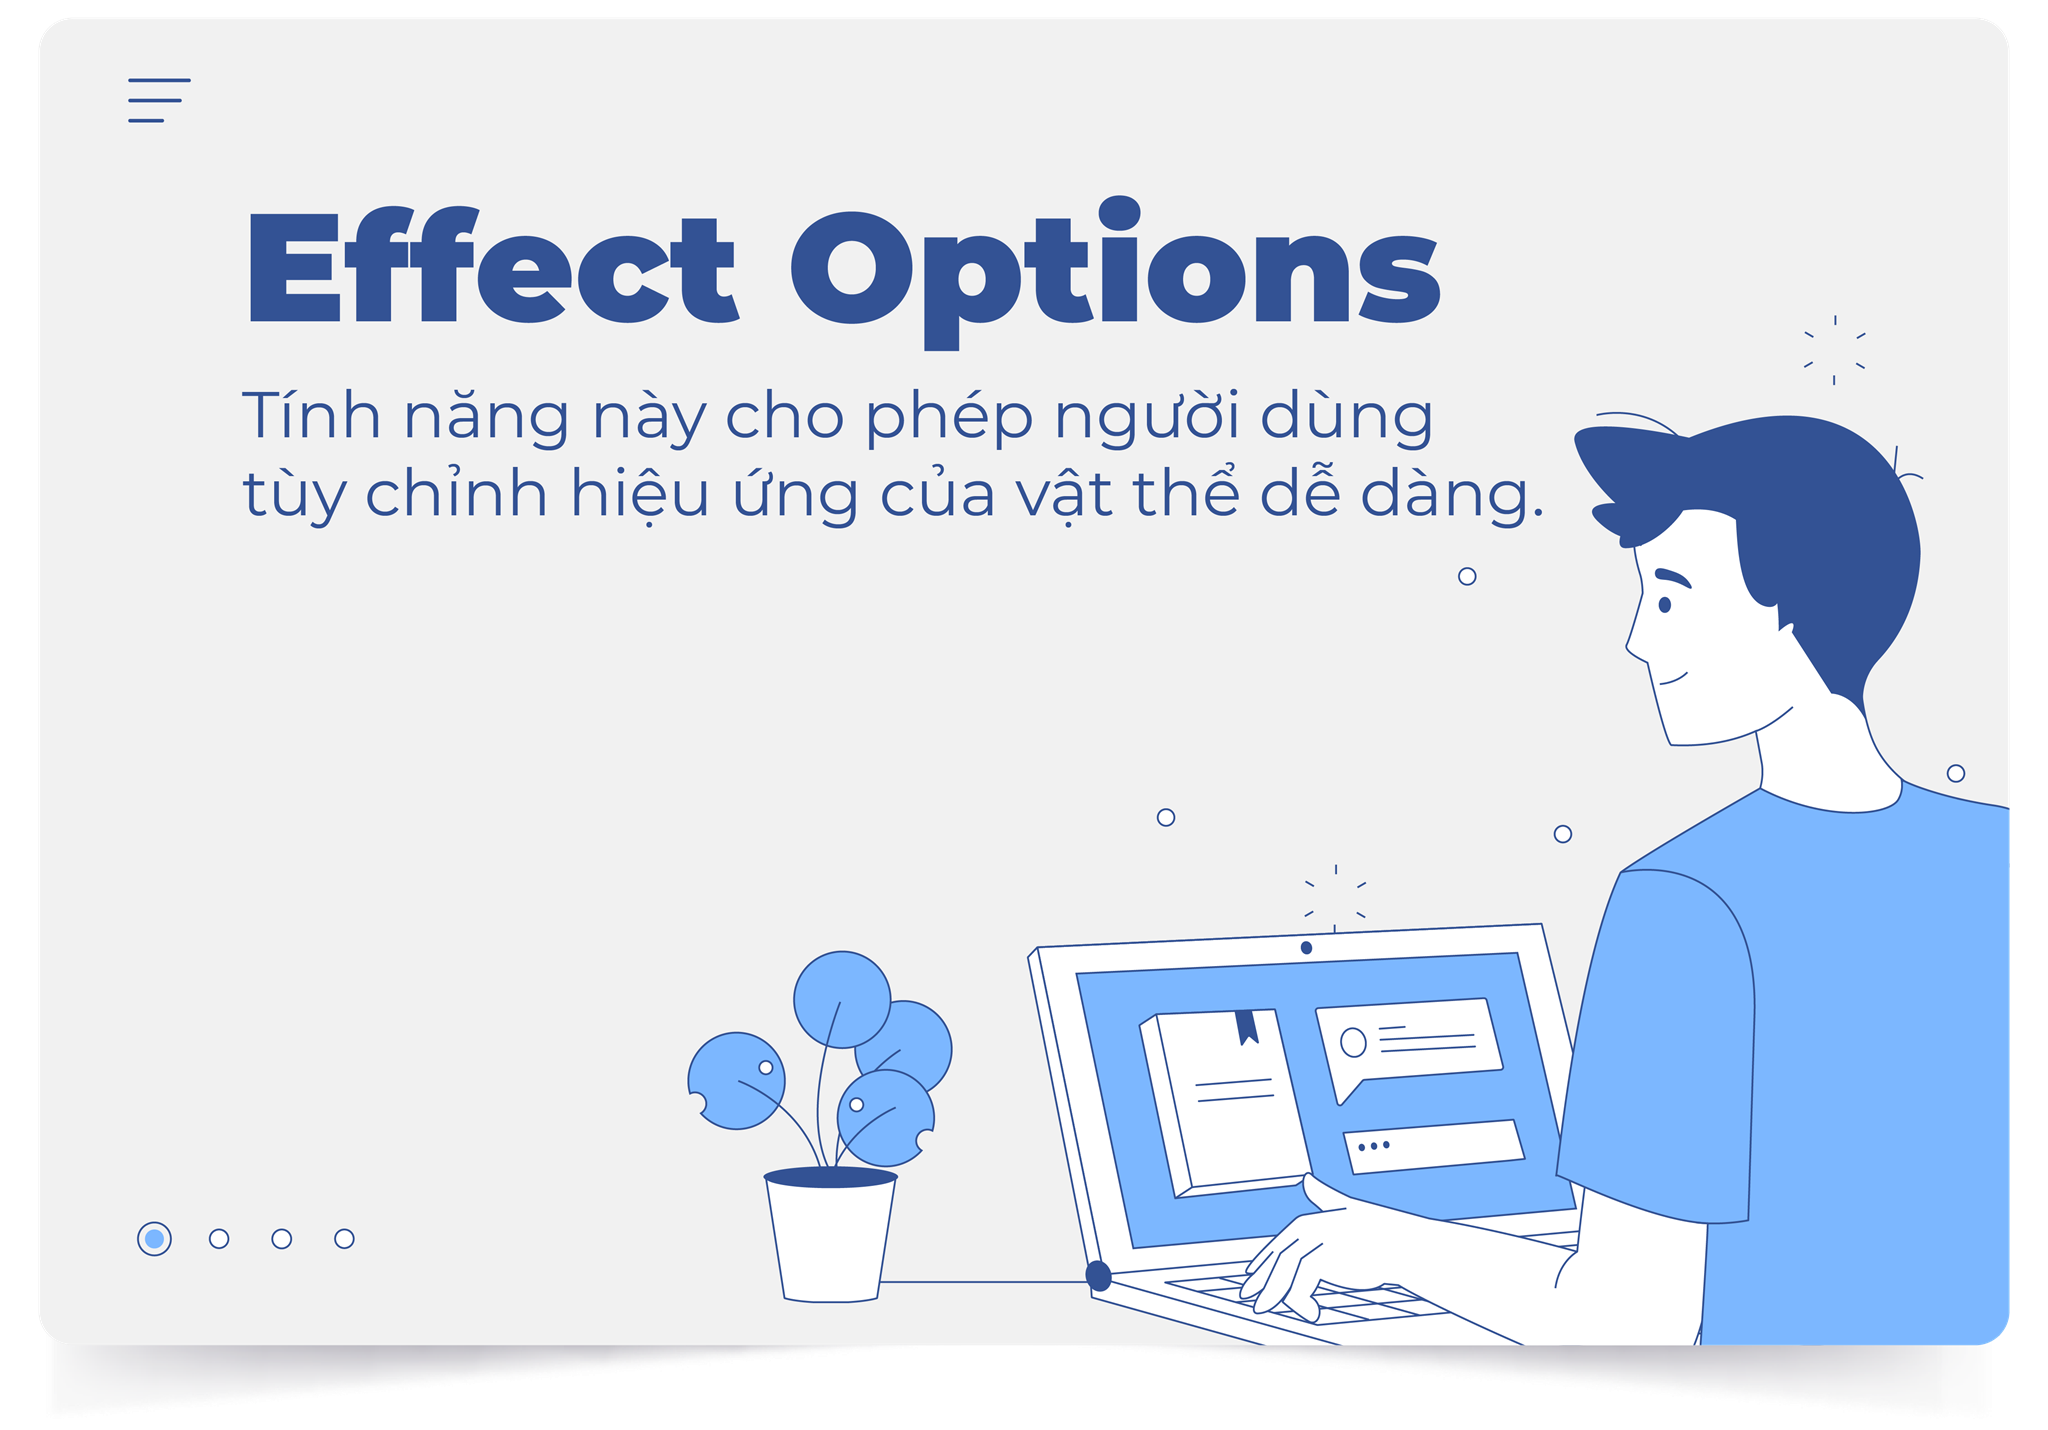 Effect Options
Tính năng này cho phép người dùng
tùy chỉnh hiệu ứng của vật thể dễ dàng.